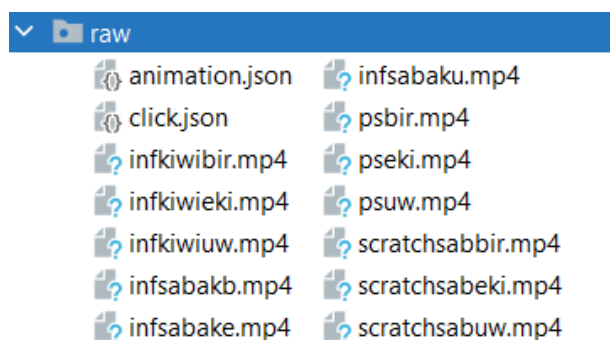 raw
animation.json
click.json
infkiwibir.mp4
infkiwieki.mp4
infkiwiuw.mp4
infsabakb.mp4
infsabake.mp4
infsabaku.mp4
psbir.mp4
pseki.mp4
psuw.mp4
scratchsabbir.mp4
scratchsabeki.mp4
scratchsabuw.mp4